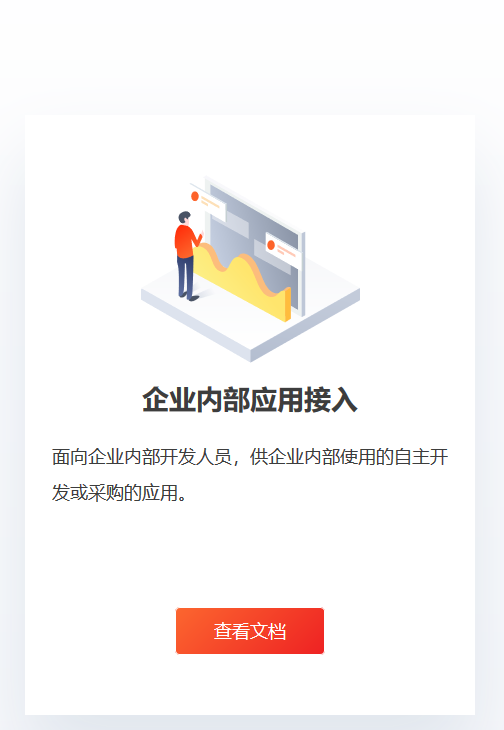 企业内部应用接入
面向企业内部开发人员，供企业内部使用的自主开
发或采购的应用。
查看文档